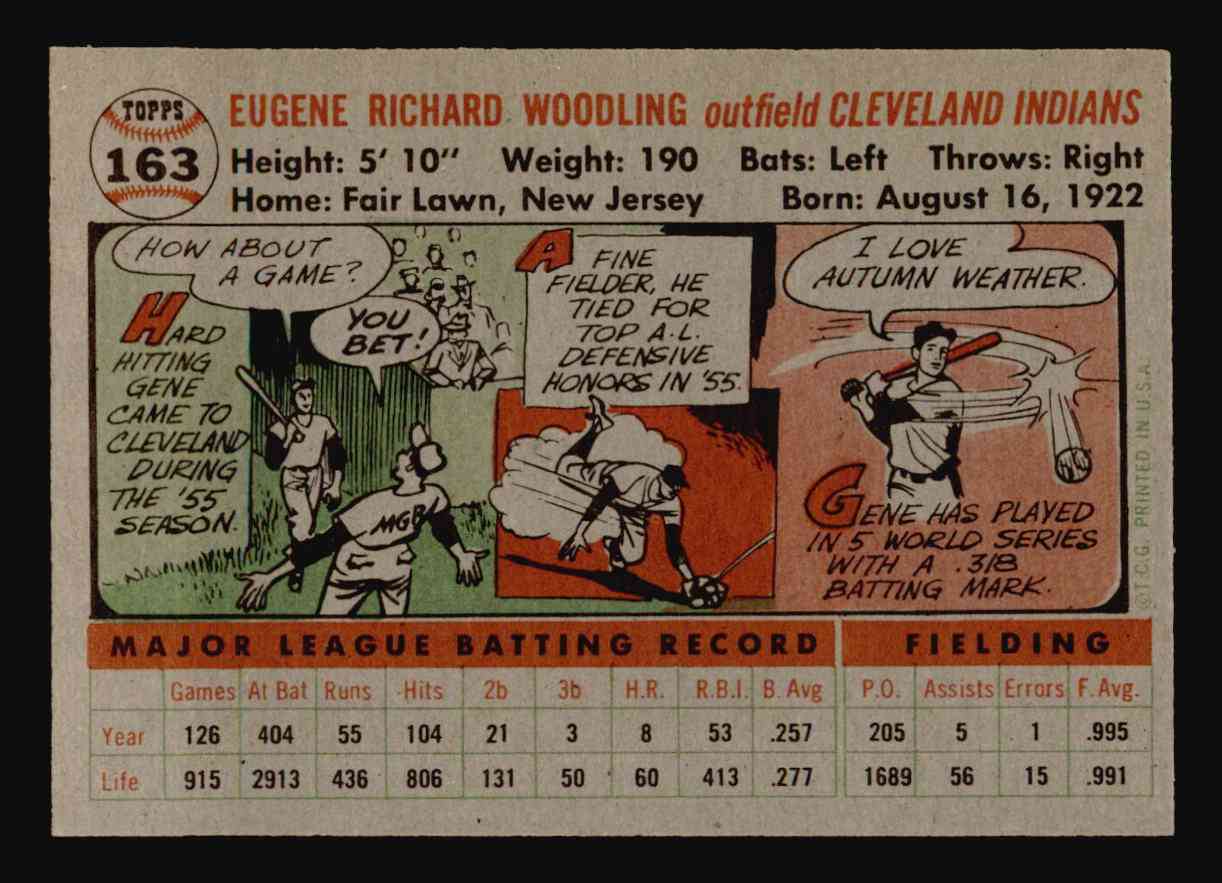 TOPPS
163
EUGENE RICHARD WOODLING outfield CLEVELAND INDIANS
Height: 5' 10" Weight: 190 Bats: Left Throws: Right
Home: Fair Lawn, New Jersey Born: August 16, 1922
HOW ABOUT
A GAME?
YOU
BET!
HARD
HITTING
GENE
CAME TO
CLEVELAND
DURING
THE '55
SEASON.
MGR
A FINE
FIELDER, HE
TIED FOR
TOP A.L.
DEFENSIVE
HONORS IN '55.
I LOVE
AUTUMN WEATHER.
GENE HAS PLAYED
IN 5 WORLD SERIES
WITH A .318
BATTING MARK.
© T.C.G. PRINTED IN U.S.A.
MAJOR LEAGUE BATTING RECORD FIELDING
Games At Bat Runs Hits 2b 3b H.R. R.B.I. B. Avg P.O. Assists Errors F. Avg.
Year 126 404 55 104 21 3 8 53 .257 205 5 1 .995
Life 915 2913 436 806 131 50 60 413 .277 1689 56 15 .991